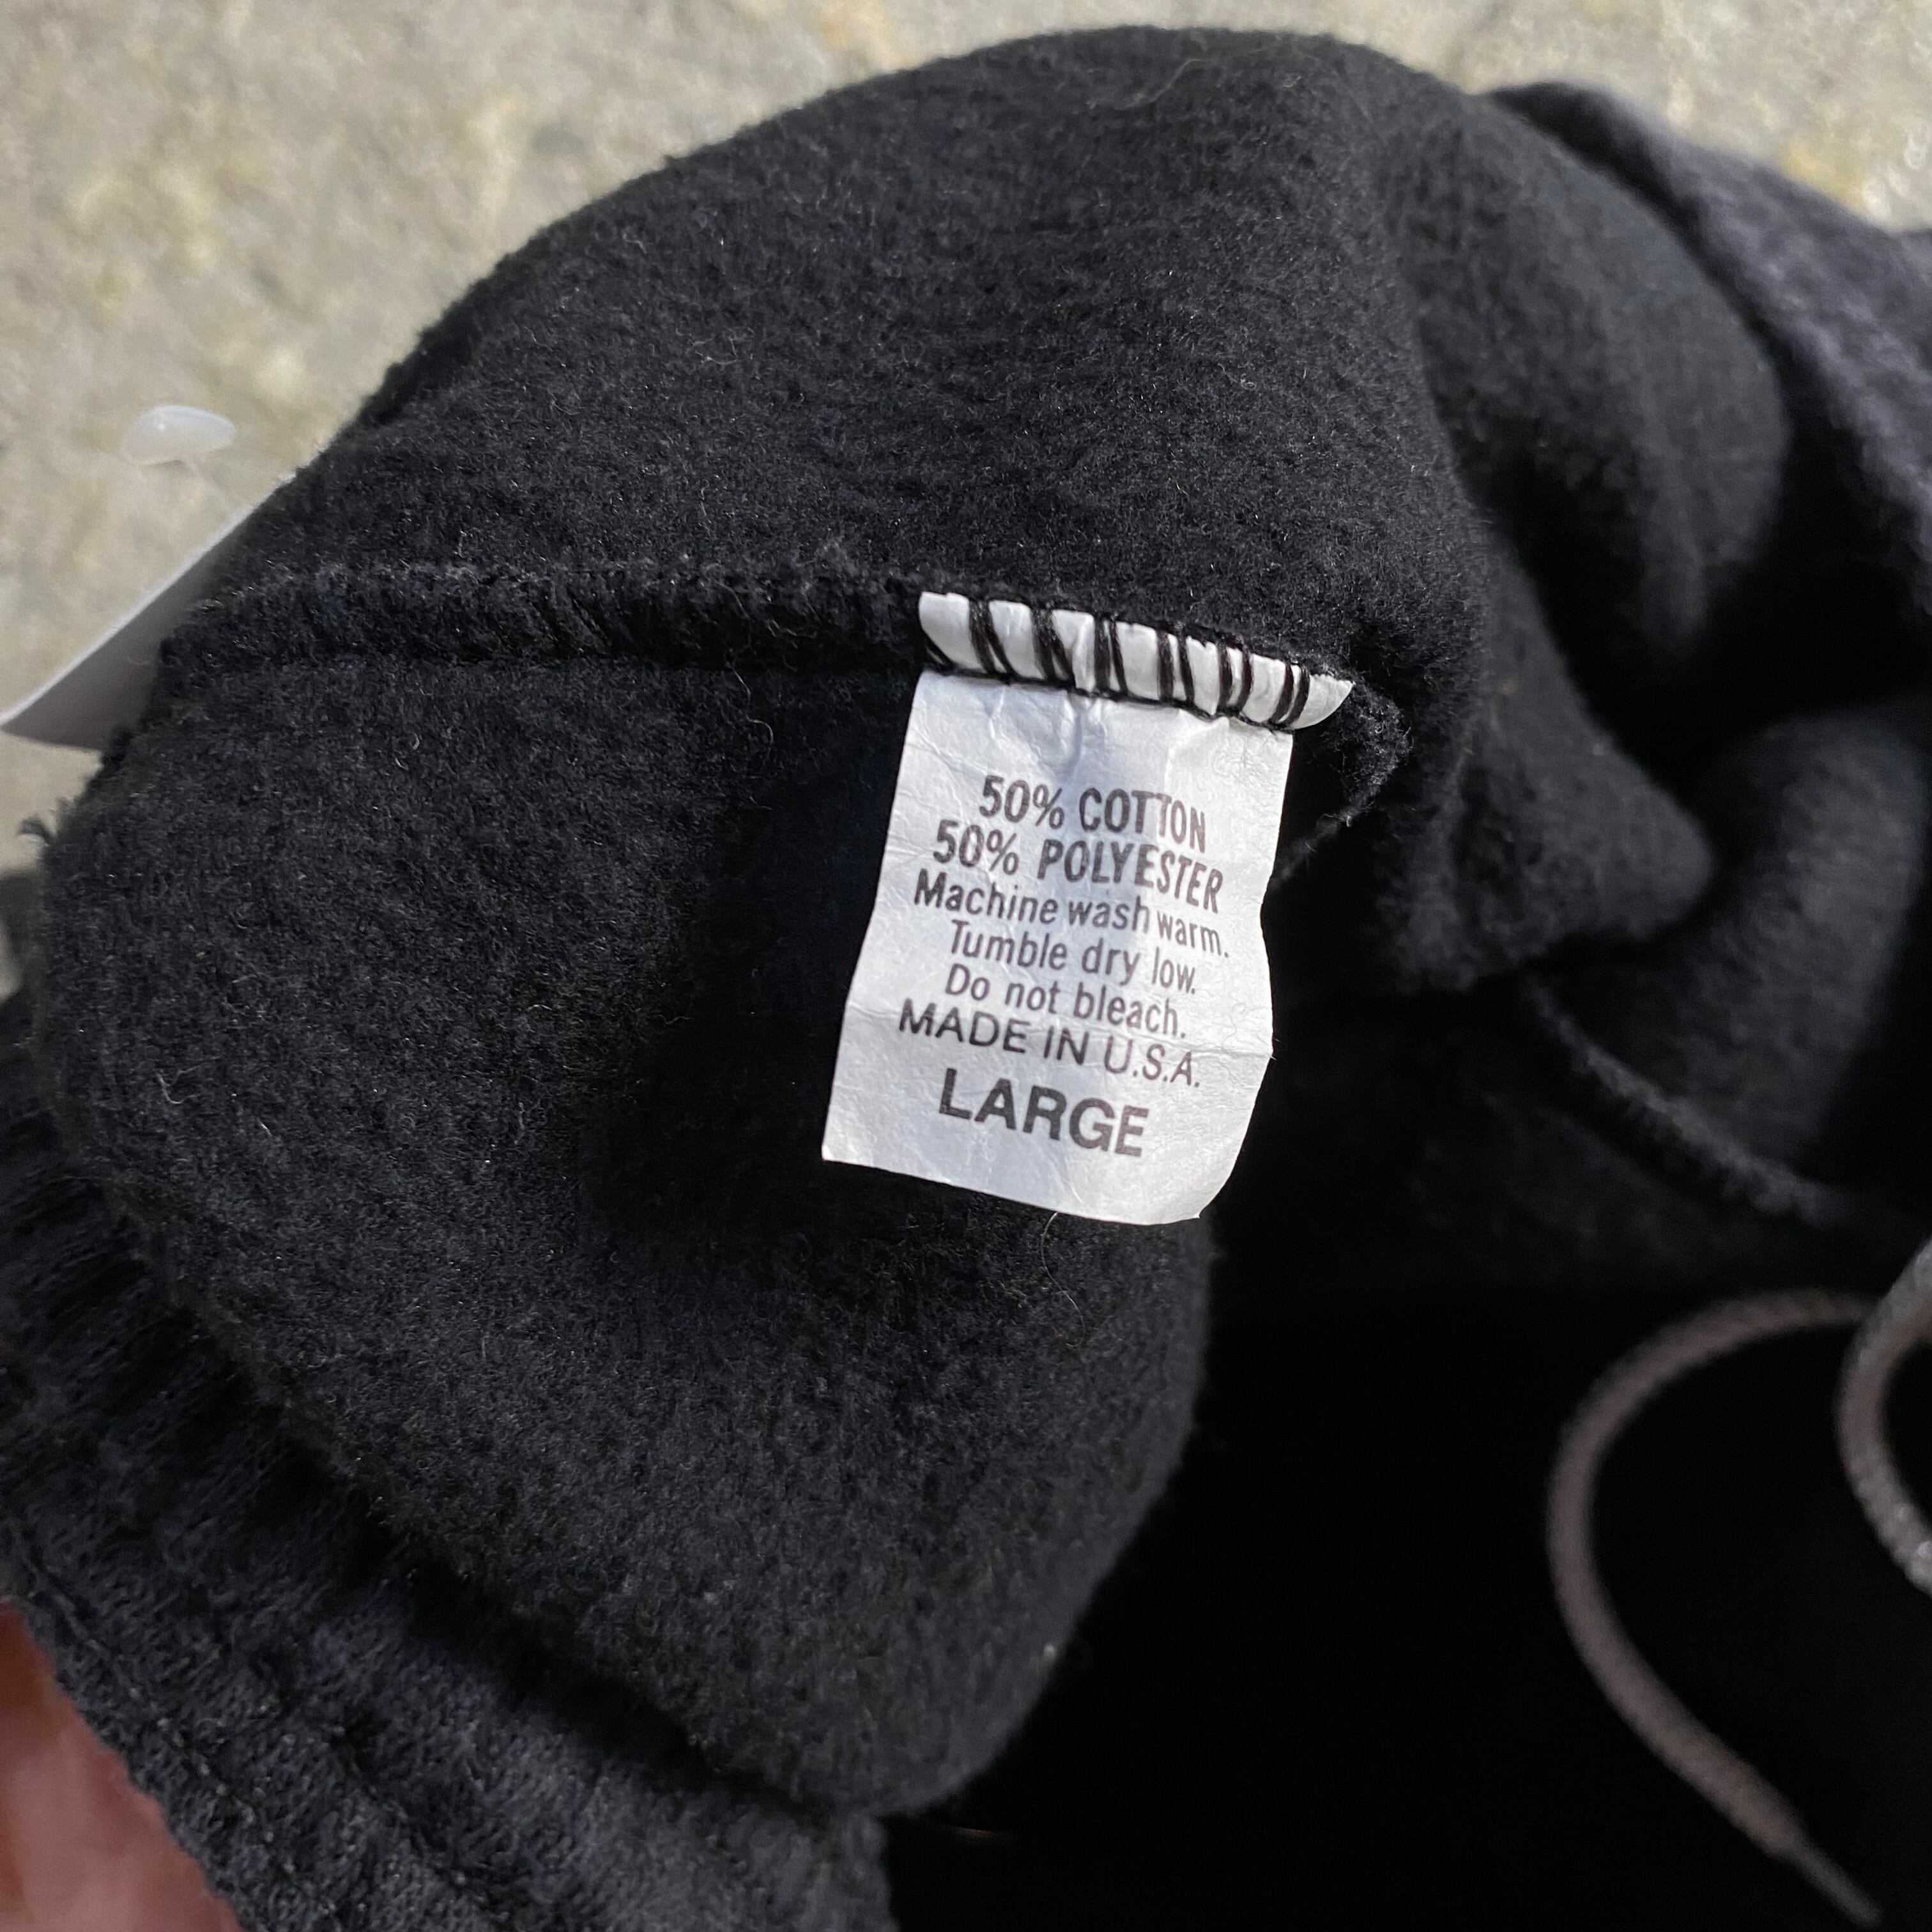 50% COTTON
50% POLYESTER
Machine wash warm.
Tumble dry low.
Do not bleach.
MADE IN U.S.A.
LARGE